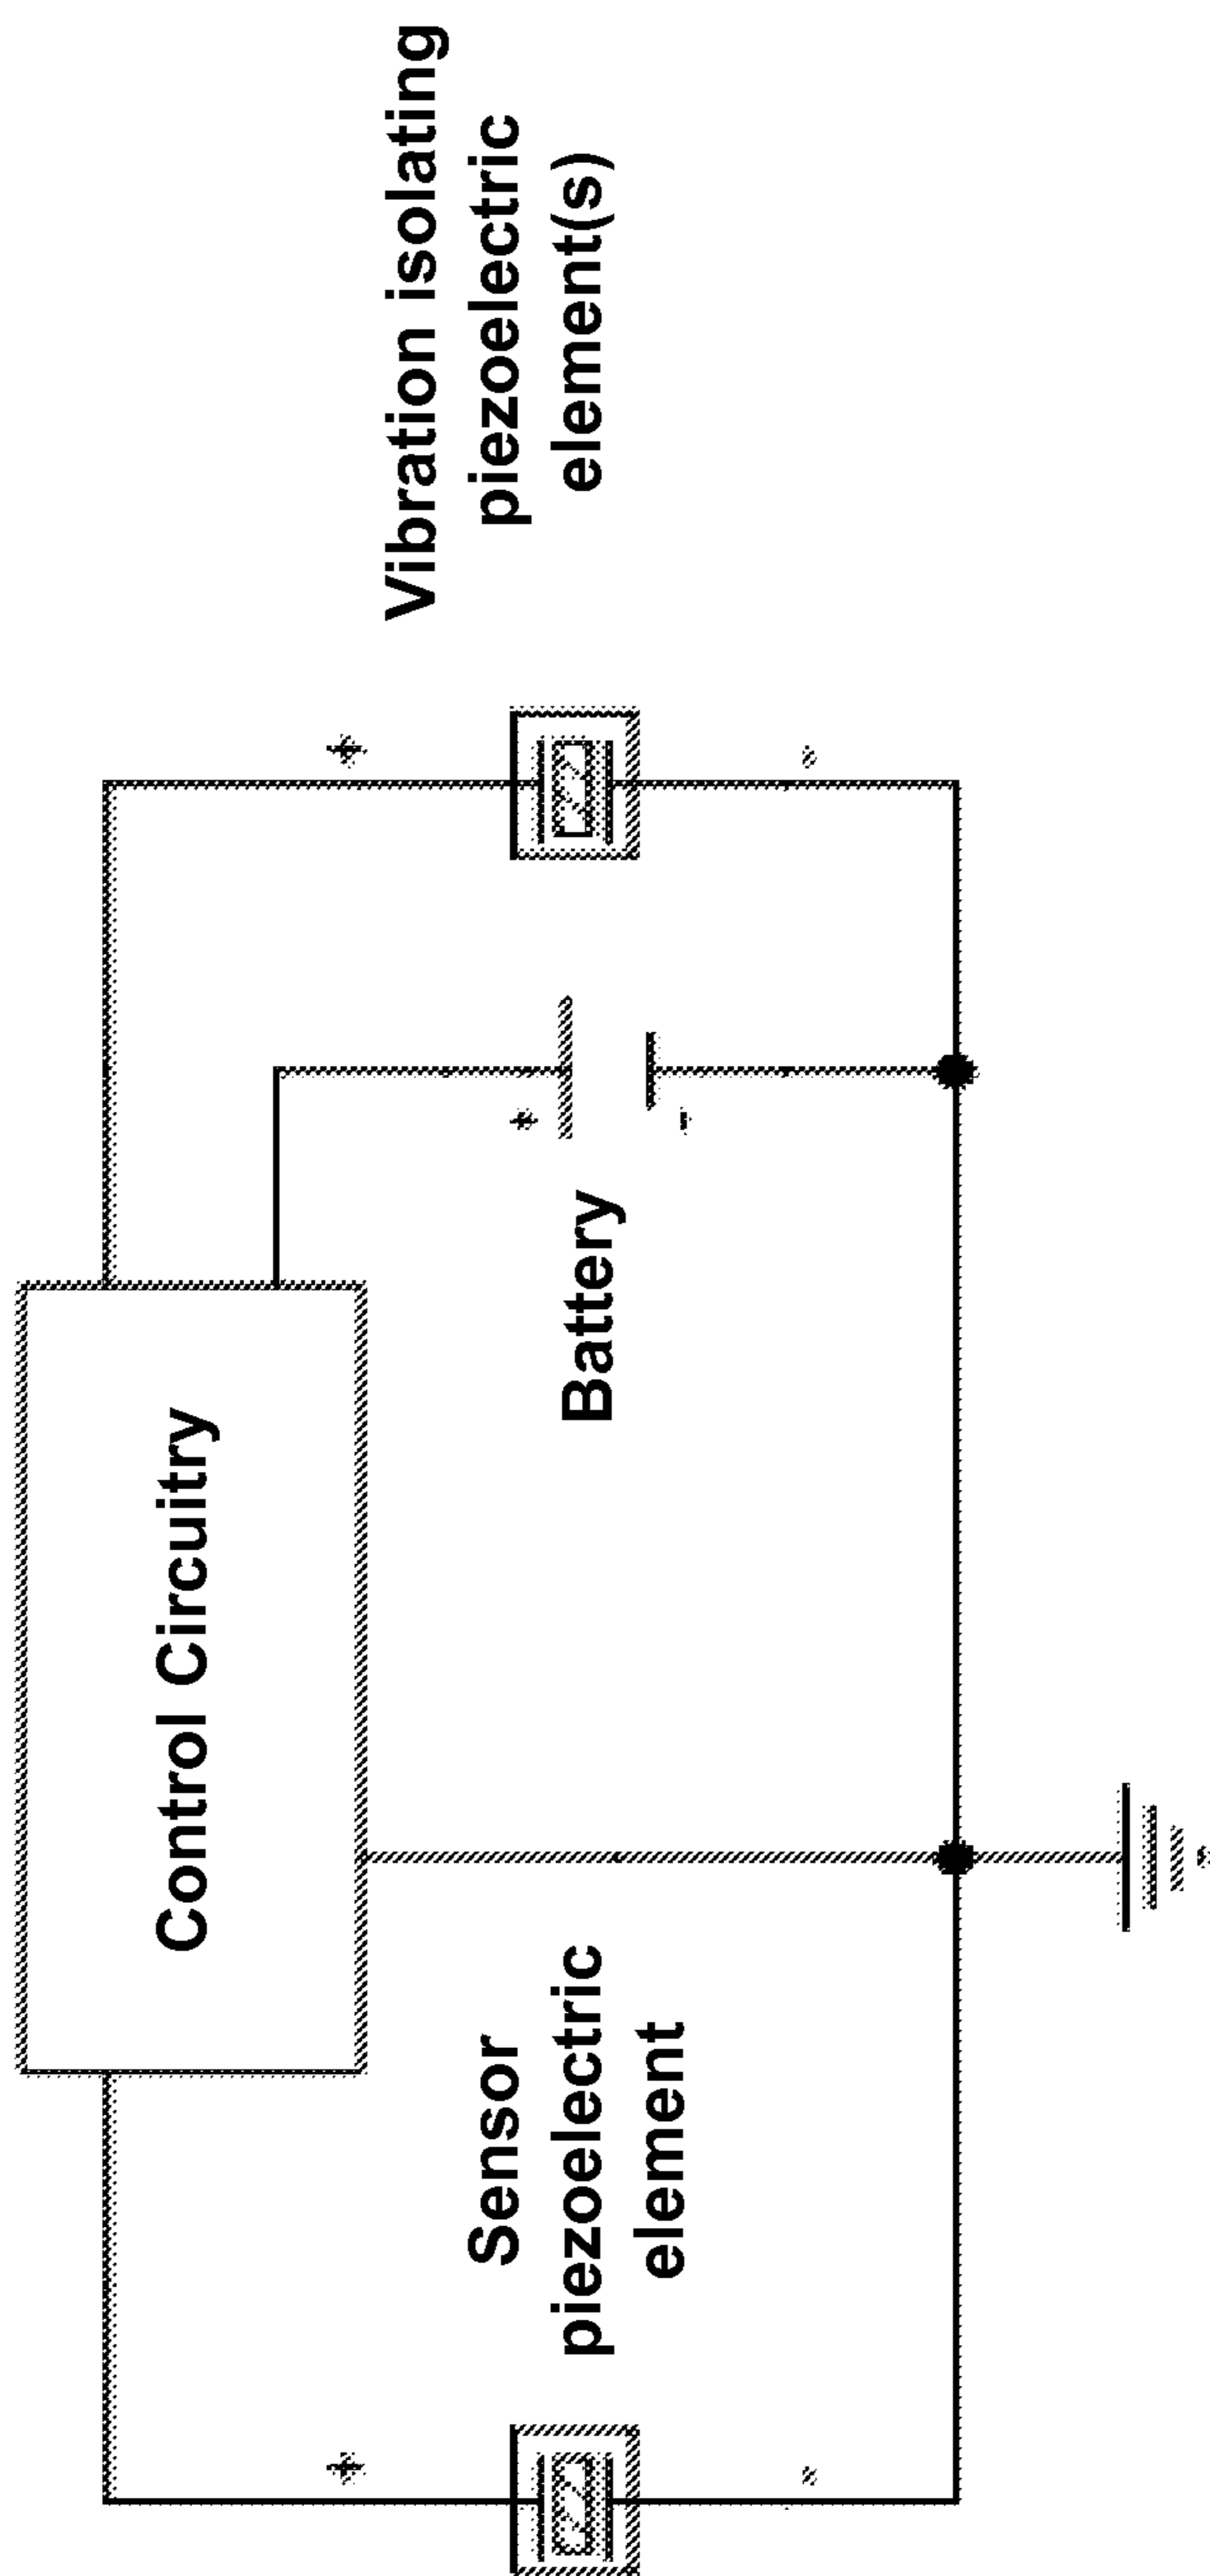 Control Circuitry
Sensor
piezoelectric
element
Battery
Vibration isolating
piezoelectric
element(s)
+
-
+
-
+
-